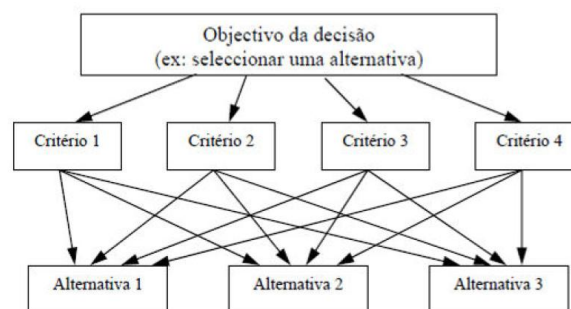 Objectivo da decisão
(ex: seleccionar uma alternativa)
Critério 1
Critério 2
Critério 3
Critério 4
Alternativa 1
Alternativa 2
Alternativa 3